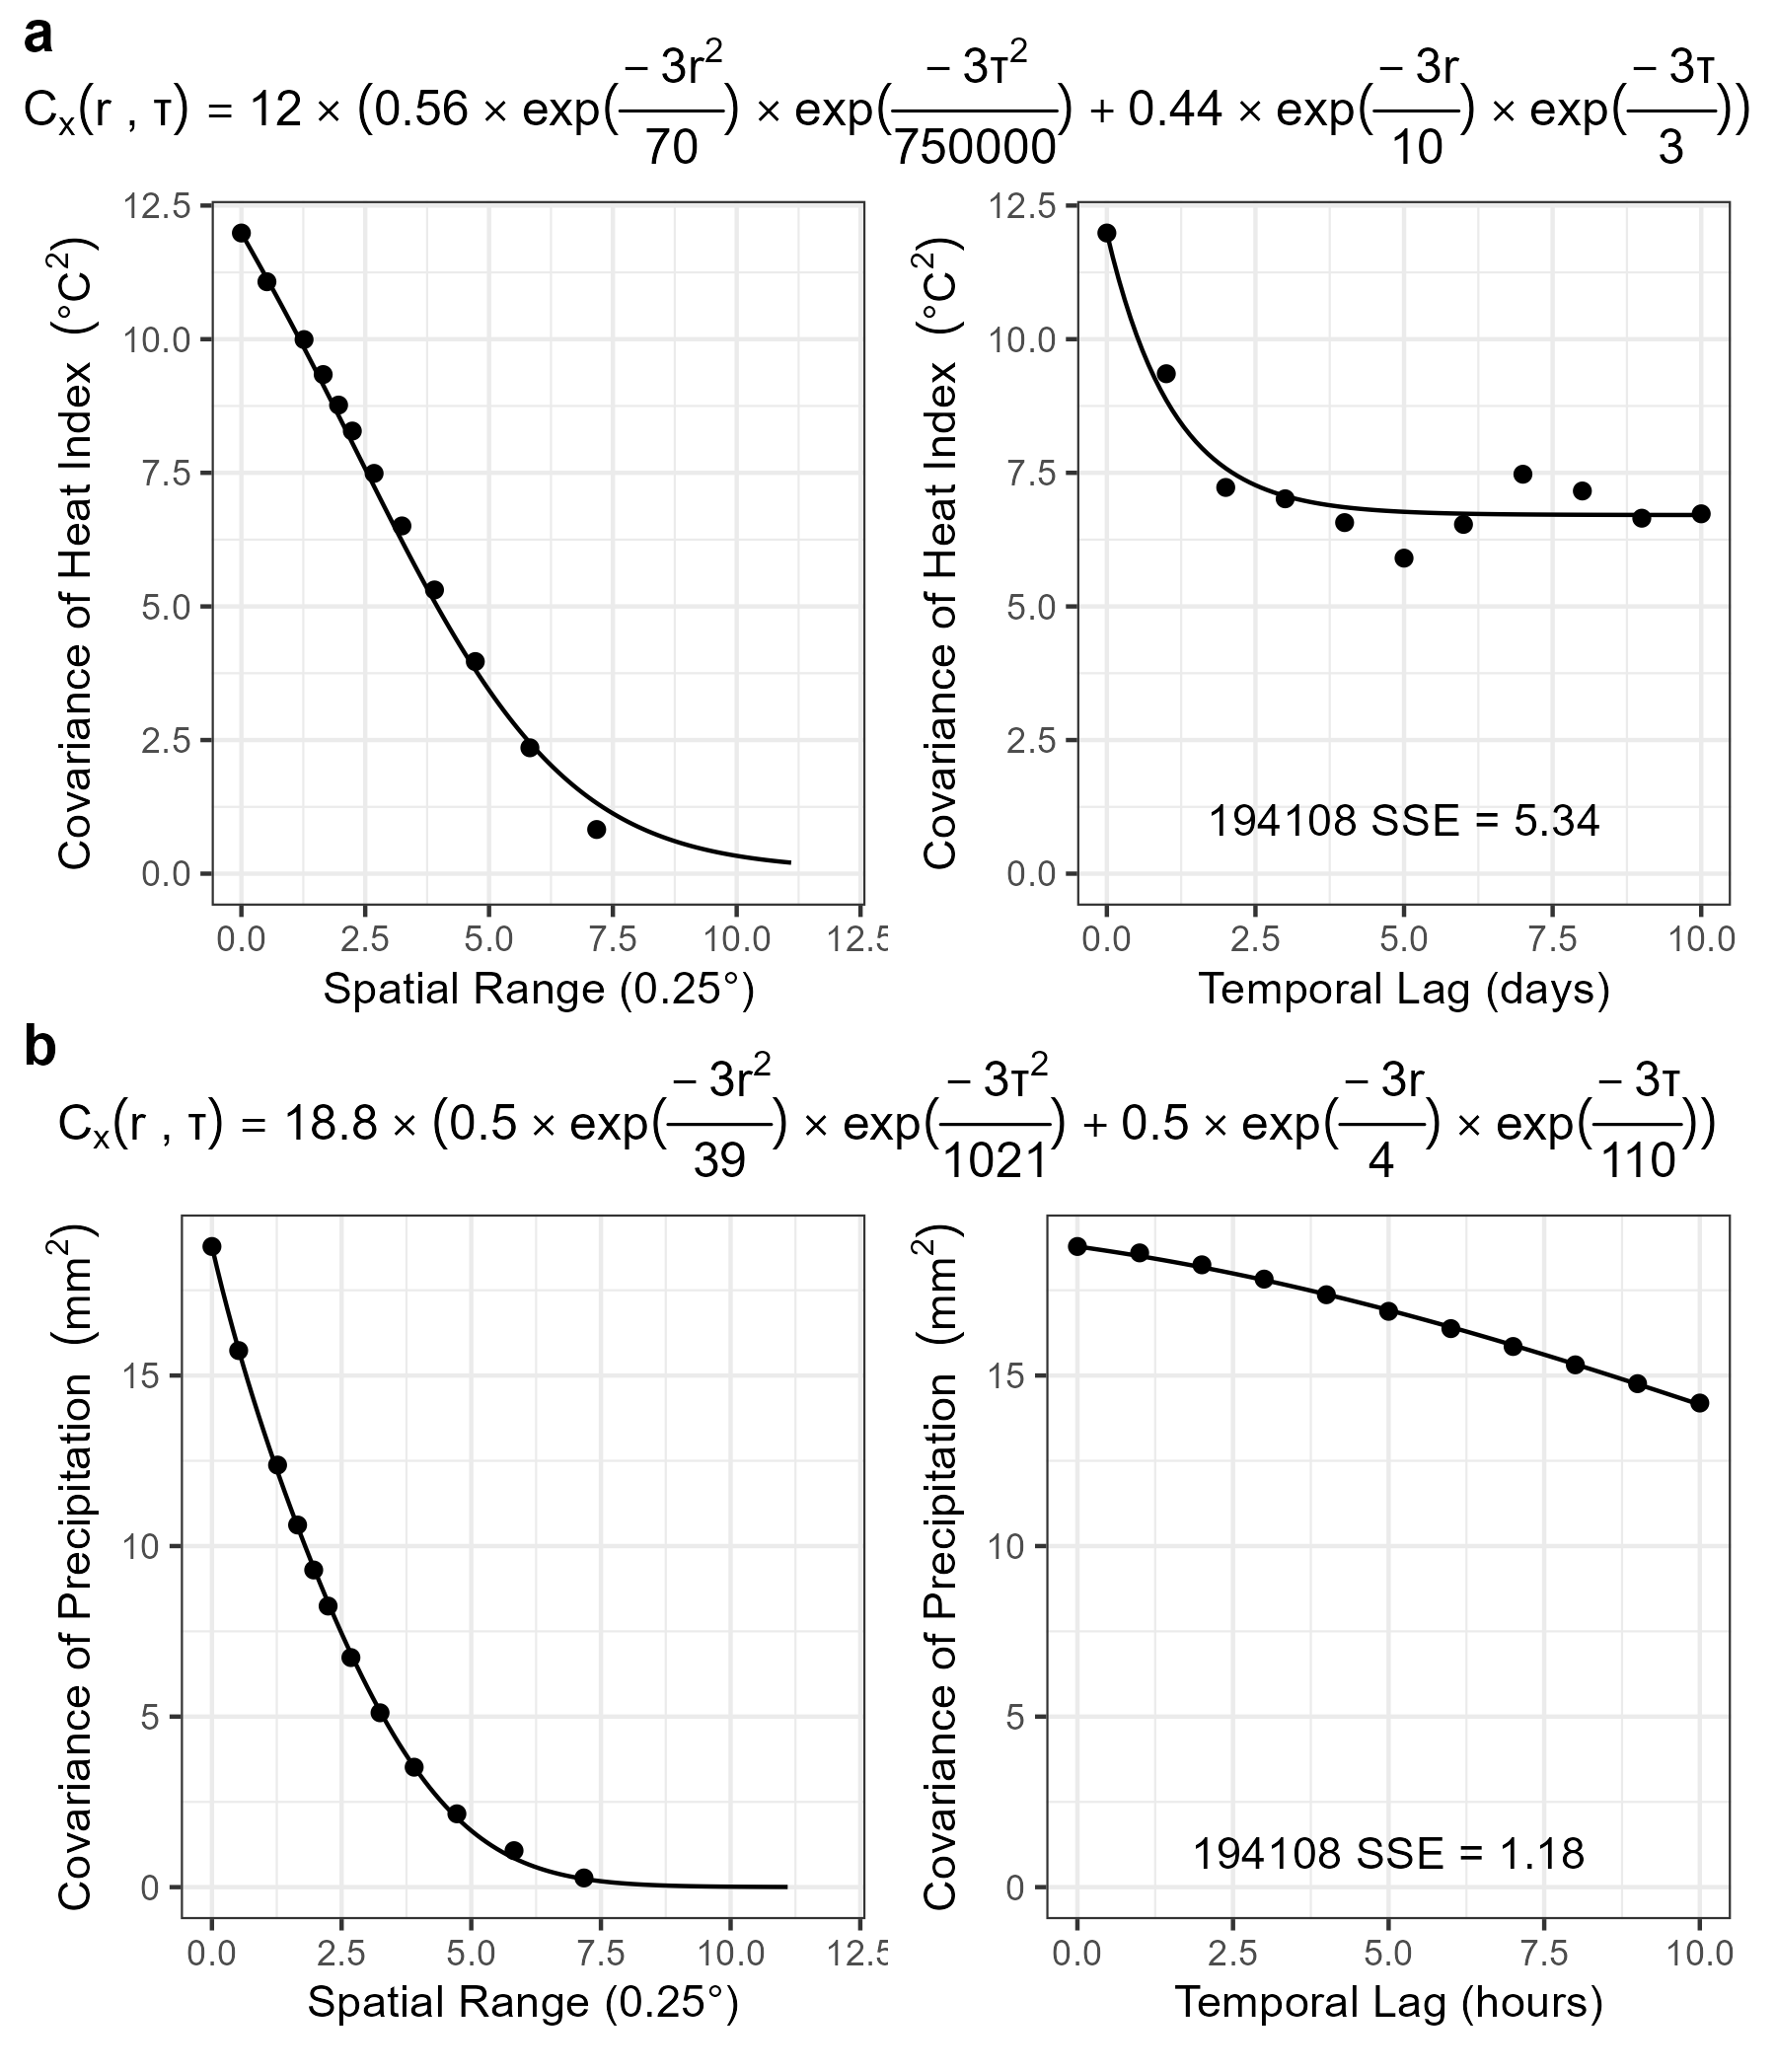 a
Cₓ(r , τ) = 12 × (0.56 × exp(−3r²/70) × exp(−3τ²/750000) + 0.44 × exp(−3r/10) × exp(−3τ/3))
Covariance of Heat Index (°C²)
12.5
10.0
7.5
5.0
2.5
0.0
0.0 2.5 5.0 7.5 10.0 12.5
Spatial Range (0.25°)
Covariance of Heat Index (°C²)
12.5
10.0
7.5
5.0
2.5
0.0
194108 SSE = 5.34
0.0 2.5 5.0 7.5 10.0
Temporal Lag (days)
b
Cₓ(r , τ) = 18.8 × (0.5 × exp(−3r²/39) × exp(−3τ²/1021) + 0.5 × exp(−3r/4) × exp(−3τ/110))
Covariance of Precipitation (mm²)
15
10
5
0
0.0 2.5 5.0 7.5 10.0 12.5
Spatial Range (0.25°)
Covariance of Precipitation (mm²)
15
10
5
0
194108 SSE = 1.18
0.0 2.5 5.0 7.5 10.0
Temporal Lag (hours)